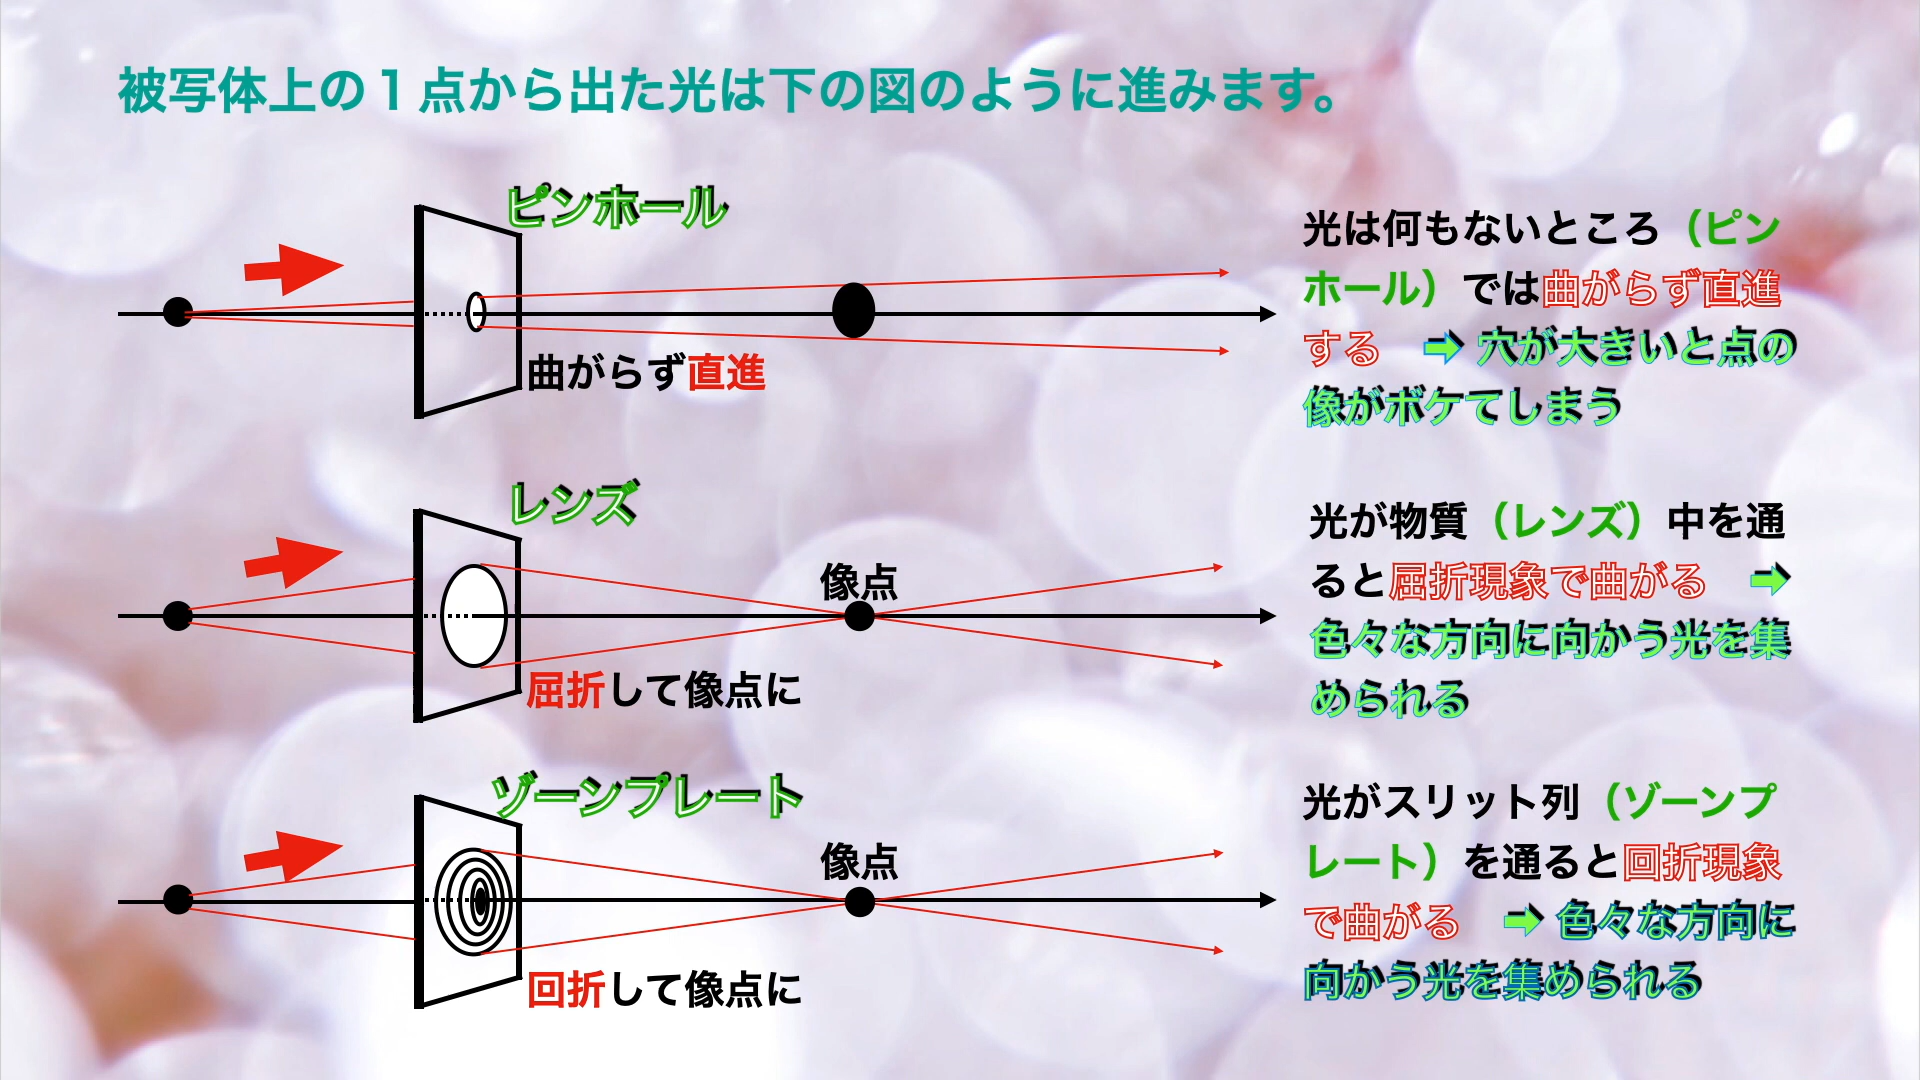 被写体上の１点から出た光は下の図のように進みます。
ピンホール
曲がらず直進
光は何もないところ（ピン
ホール）では曲がらず直進
する ➡ 穴が大きいと点の
像がボケてしまう
レンズ
像点
屈折して像点に
光が物質（レンズ）中を通
ると屈折現象で曲がる ➡
色々な方向に向かう光を集
められる
ゾーンプレート
像点
回折して像点に
光がスリット列（ゾーンプ
レート）を通ると回折現象
で曲がる ➡ 色々な方向に
向かう光を集められる